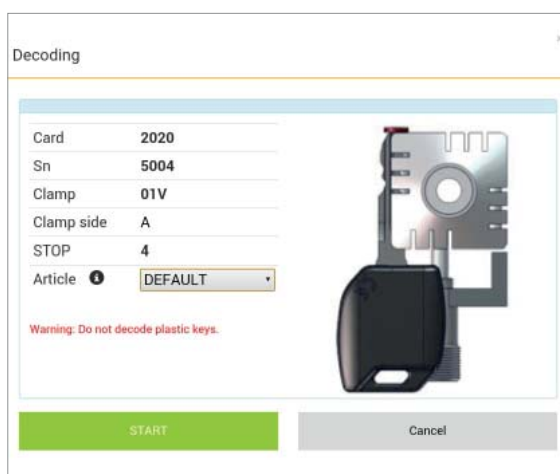 Decoding
Card 2020
Sn 5004
Clamp 01V
Clamp side A
STOP 4
Article DEFAULT
Warning: Do not decode plastic keys.
START
Cancel